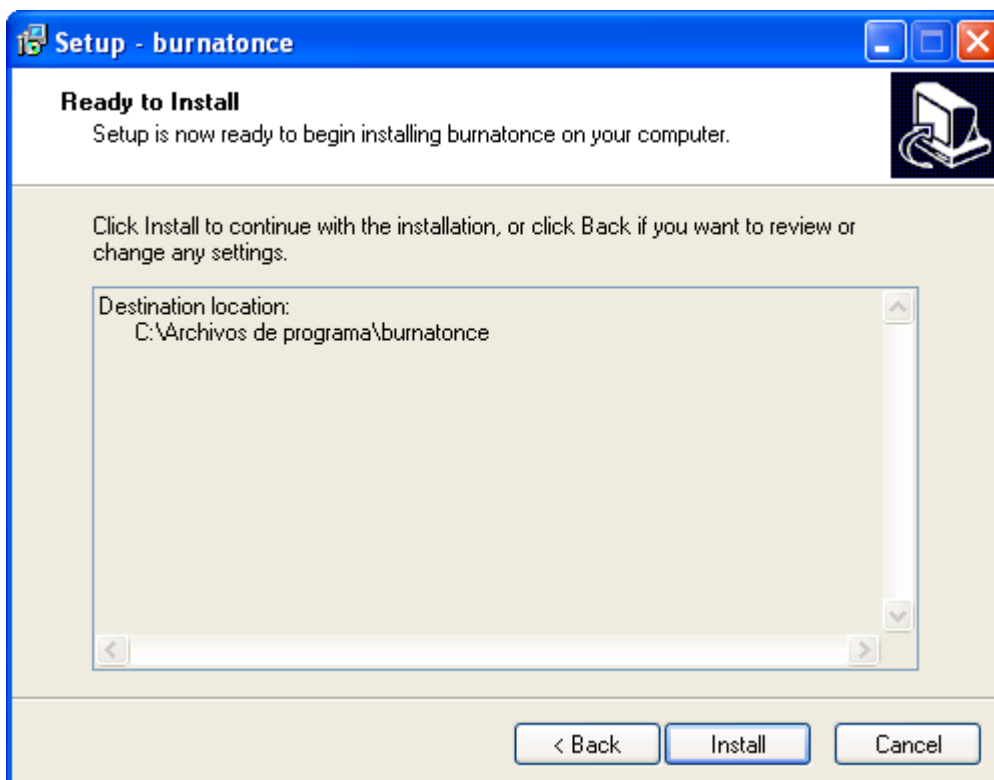 Setup - burnatonce
Ready to Install
Setup is now ready to begin installing burnatonce on your computer.
Click Install to continue with the installation, or click Back if you want to review or
change any settings.
Destination location:
C:\Archivos de programa\burnatonce
< Back
Install
Cancel